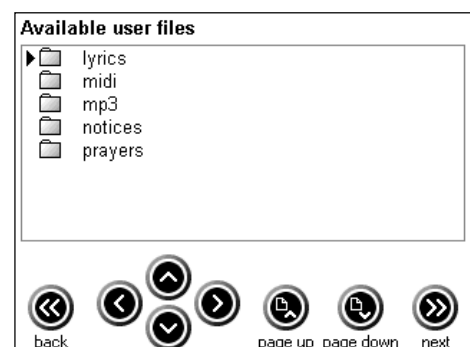 Available user files
lyrics
midi
mp3
notices
prayers
back page up page down next